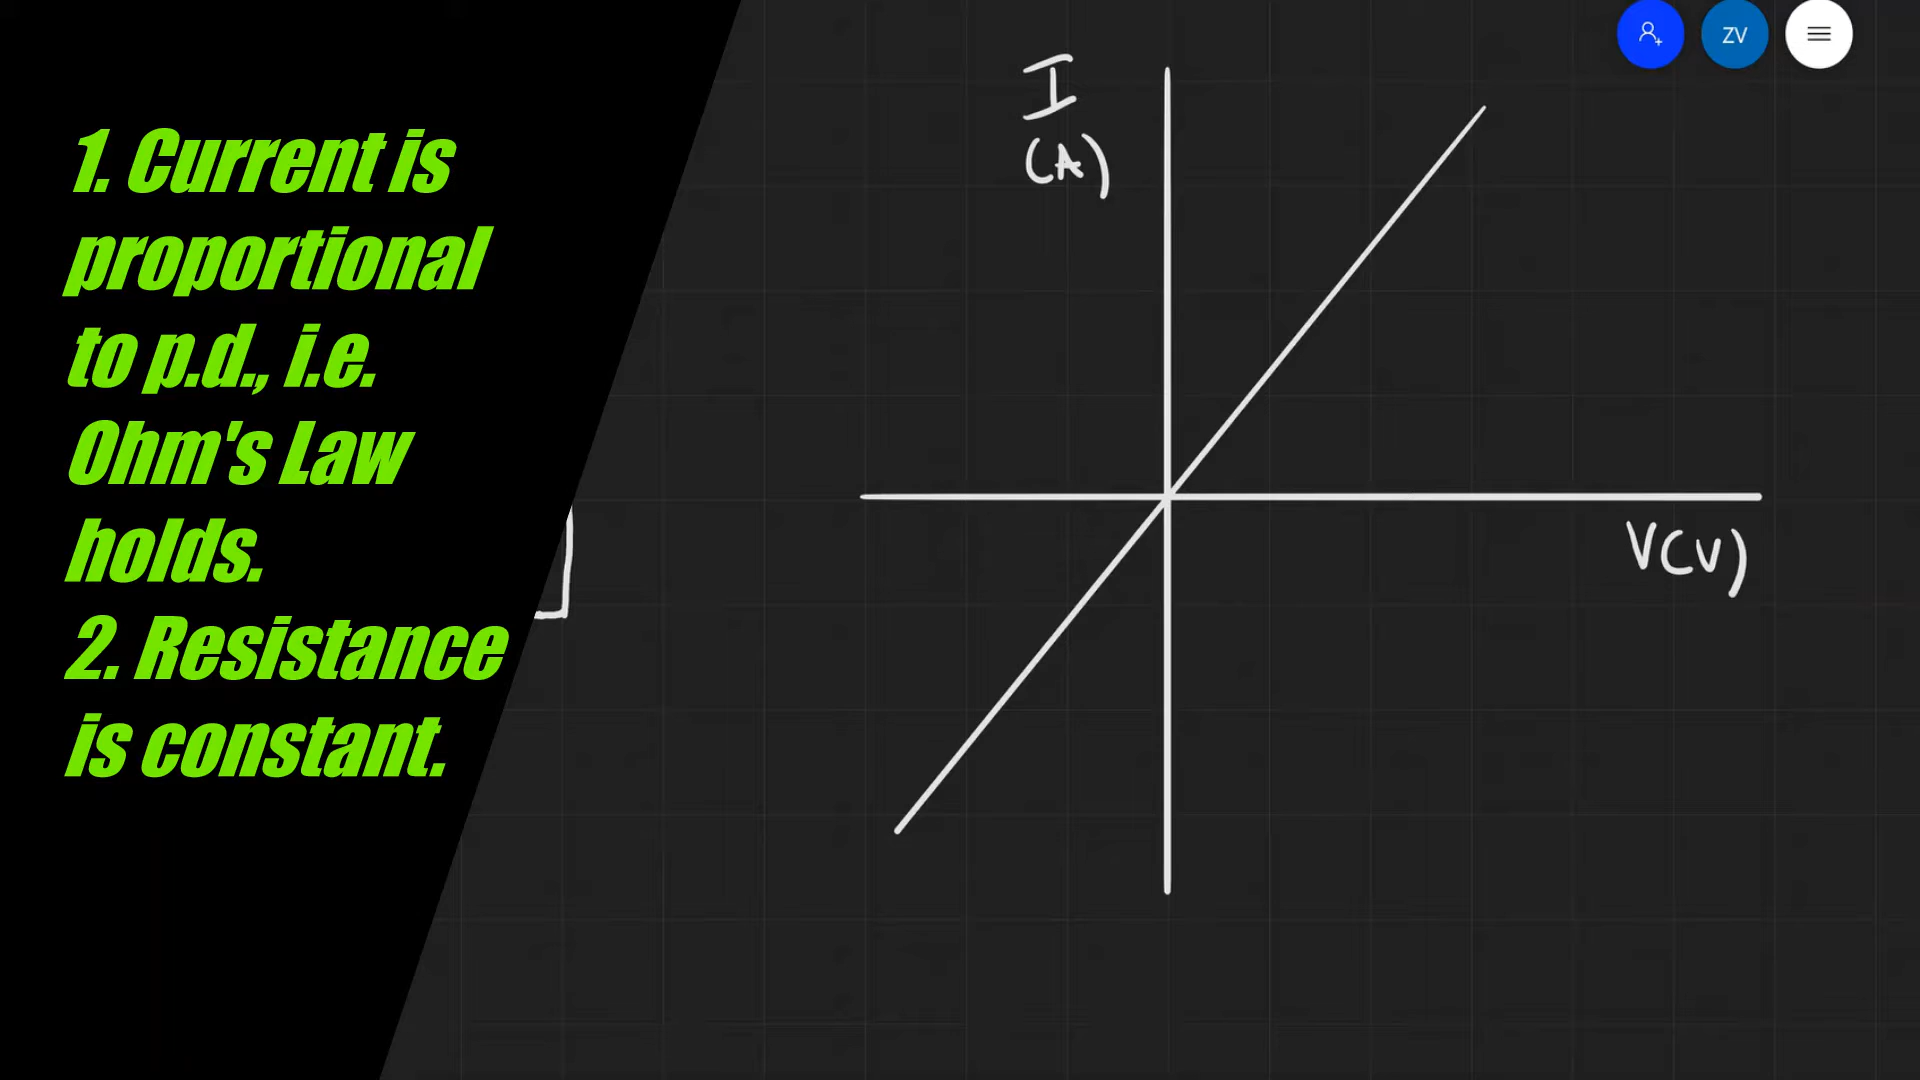 1. Current is
proportional
to p.d., i.e.
Ohm's Law
holds.
2. Resistance
is constant.
I
(A)
V(V)
ZV